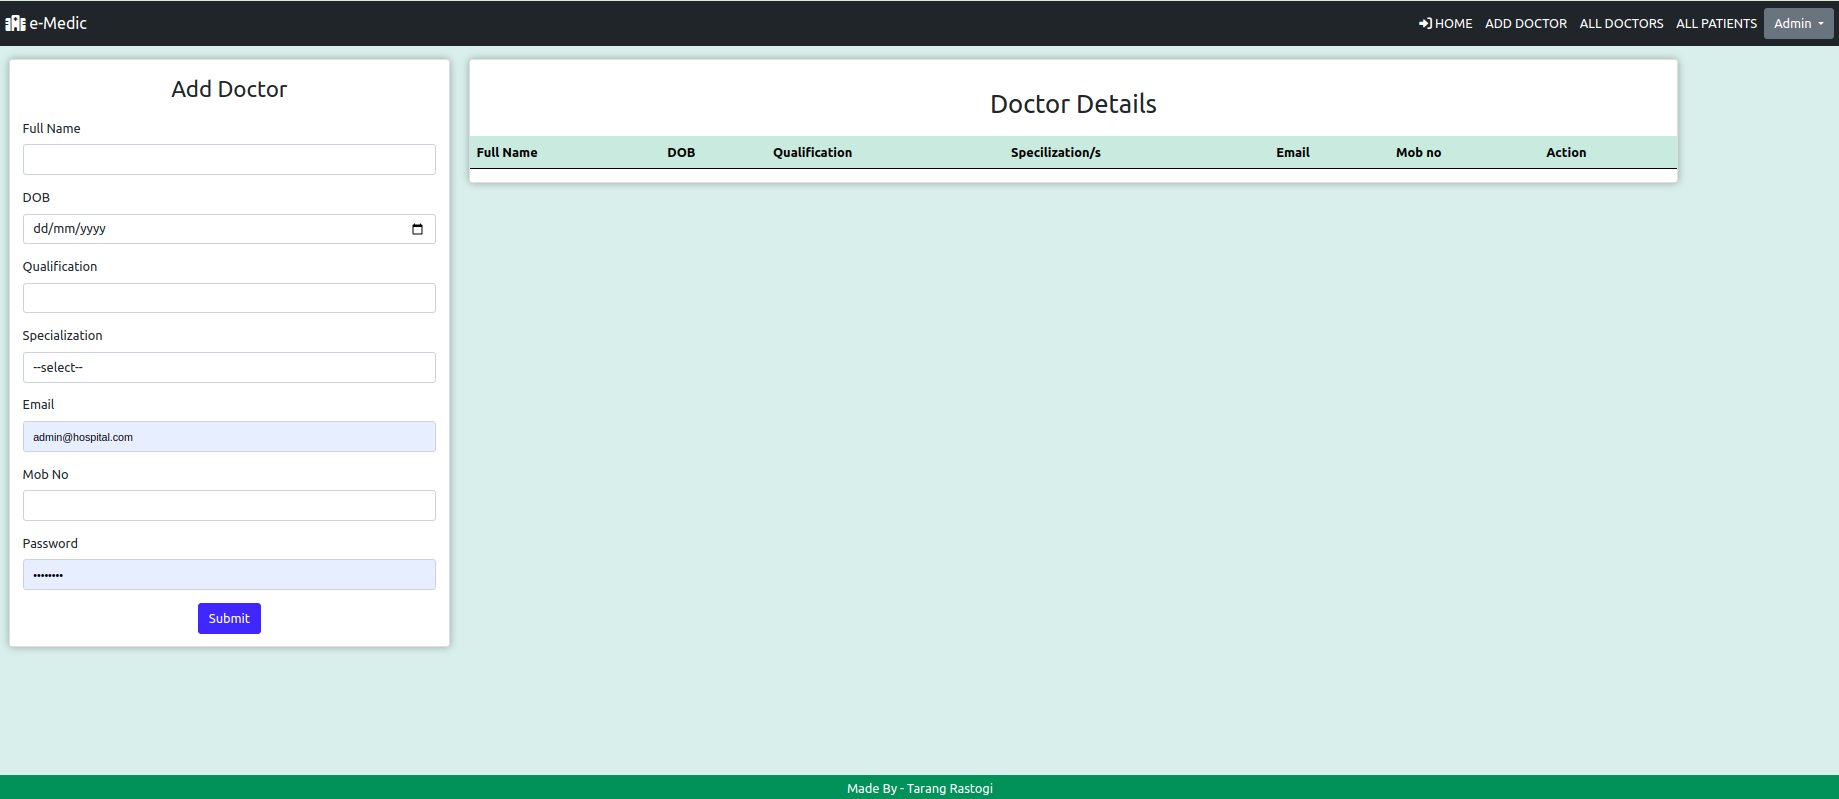 e-Medic
HOME ADD DOCTOR ALL DOCTORS ALL PATIENTS Admin
Add Doctor
Full Name
DOB
dd/mm/yyyy
Qualification
Specialization
--select--
Email
admin@hospital.com
Mob No
Password
••••••••
Submit
Doctor Details
Full Name DOB Qualification Specilization/s Email Mob no Action
Made By - Tarang Rastogi